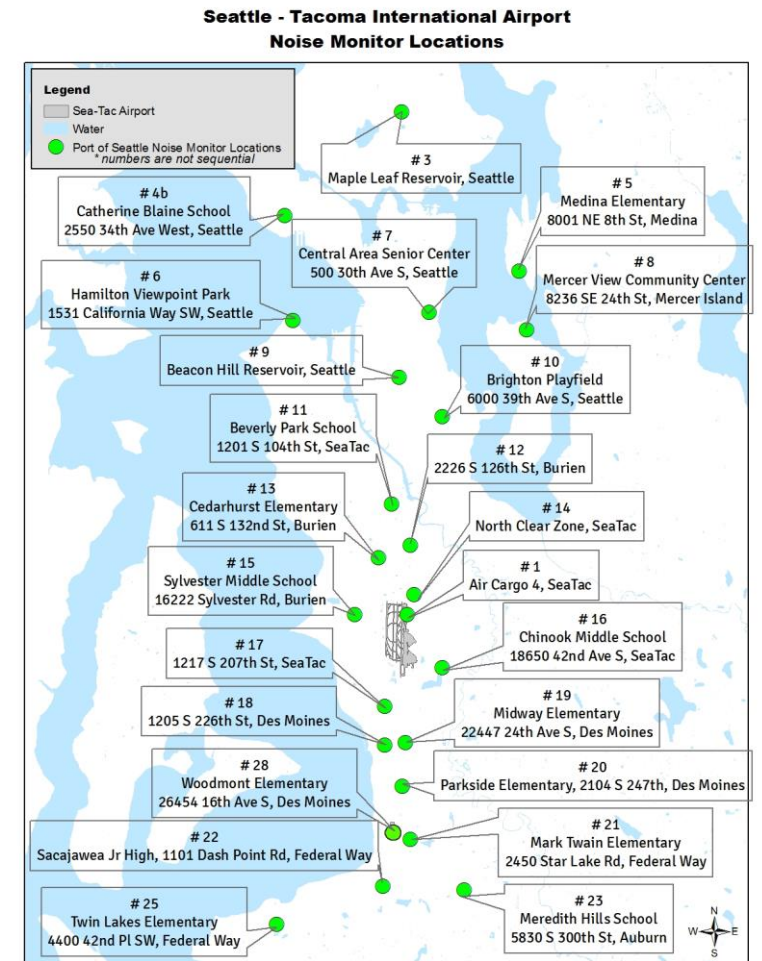 Seattle - Tacoma International Airport
Noise Monitor Locations
Legend
Sea-Tac Airport
Water
Port of Seattle Noise Monitor Locations
* numbers are not sequential
# 3
Maple Leaf Reservoir, Seattle
# 4b
Catherine Blaine School
2550 34th Ave West, Seattle
# 5
Medina Elementary
8001 NE 8th St, Medina
# 7
Central Area Senior Center
500 30th Ave S, Seattle
# 6
Hamilton Viewpoint Park
1531 California Way SW, Seattle
# 8
Mercer View Community Center
8236 SE 24th St, Mercer Island
# 9
Beacon Hill Reservoir, Seattle
# 10
Brighton Playfield
6000 39th Ave S, Seattle
# 11
Beverly Park School
1201 S 104th St, SeaTac
# 12
2226 S 126th St, Burien
# 13
Cedarhurst Elementary
611 S 132nd St, Burien
# 14
North Clear Zone, SeaTac
# 15
Sylvester Middle School
16222 Sylvester Rd, Burien
# 1
Air Cargo 4, SeaTac
# 16
Chinook Middle School
18650 42nd Ave S, SeaTac
# 17
1217 S 207th St, SeaTac
# 18
1205 S 226th St, Des Moines
# 19
Midway Elementary
22447 24th Ave S, Des Moines
# 28
Woodmont Elementary
26454 16th Ave S, Des Moines
# 20
Parkside Elementary, 2104 S 247th, Des Moines
# 22
Sacajawea Jr High, 1101 Dash Point Rd, Federal Way
# 21
Mark Twain Elementary
2450 Star Lake Rd, Federal Way
# 25
Twin Lakes Elementary
4400 42nd Pl SW, Federal Way
# 23
Meredith Hills School
5830 S 300th St, Auburn
N
W
E
S